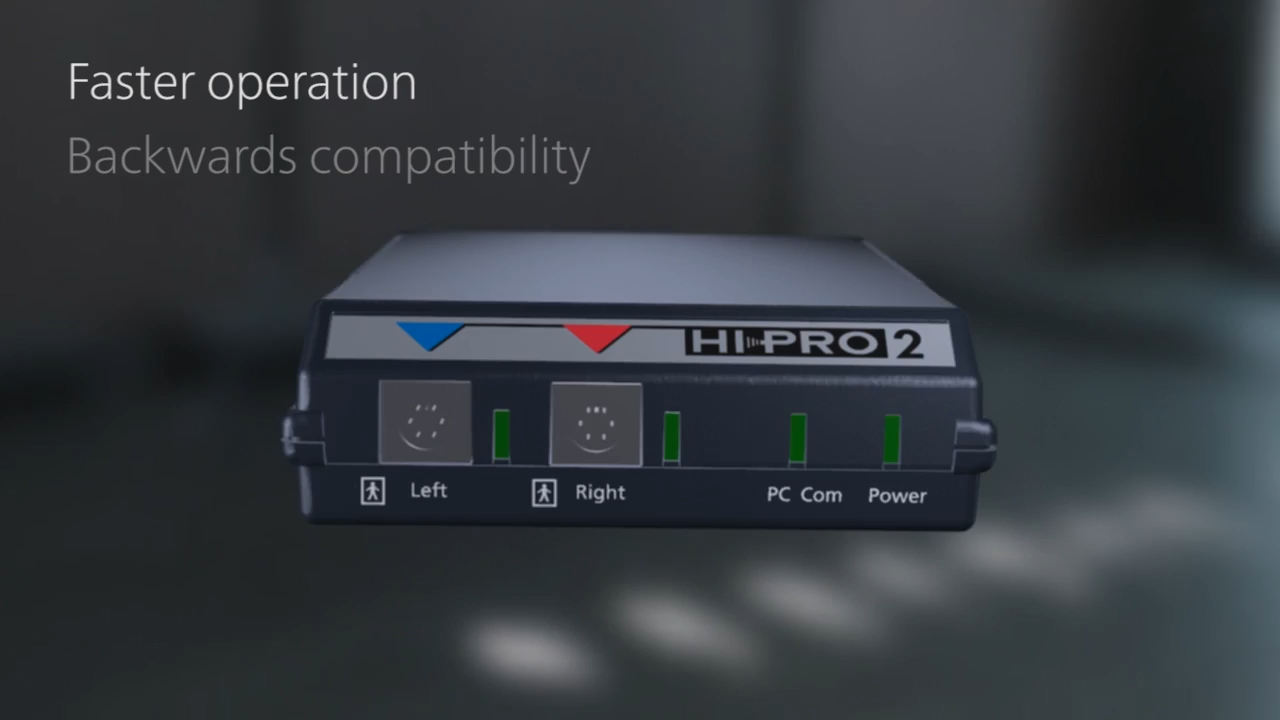 Faster operation
Backwards compatibility
HI-PRO 2
Left
Right
PC Com
Power